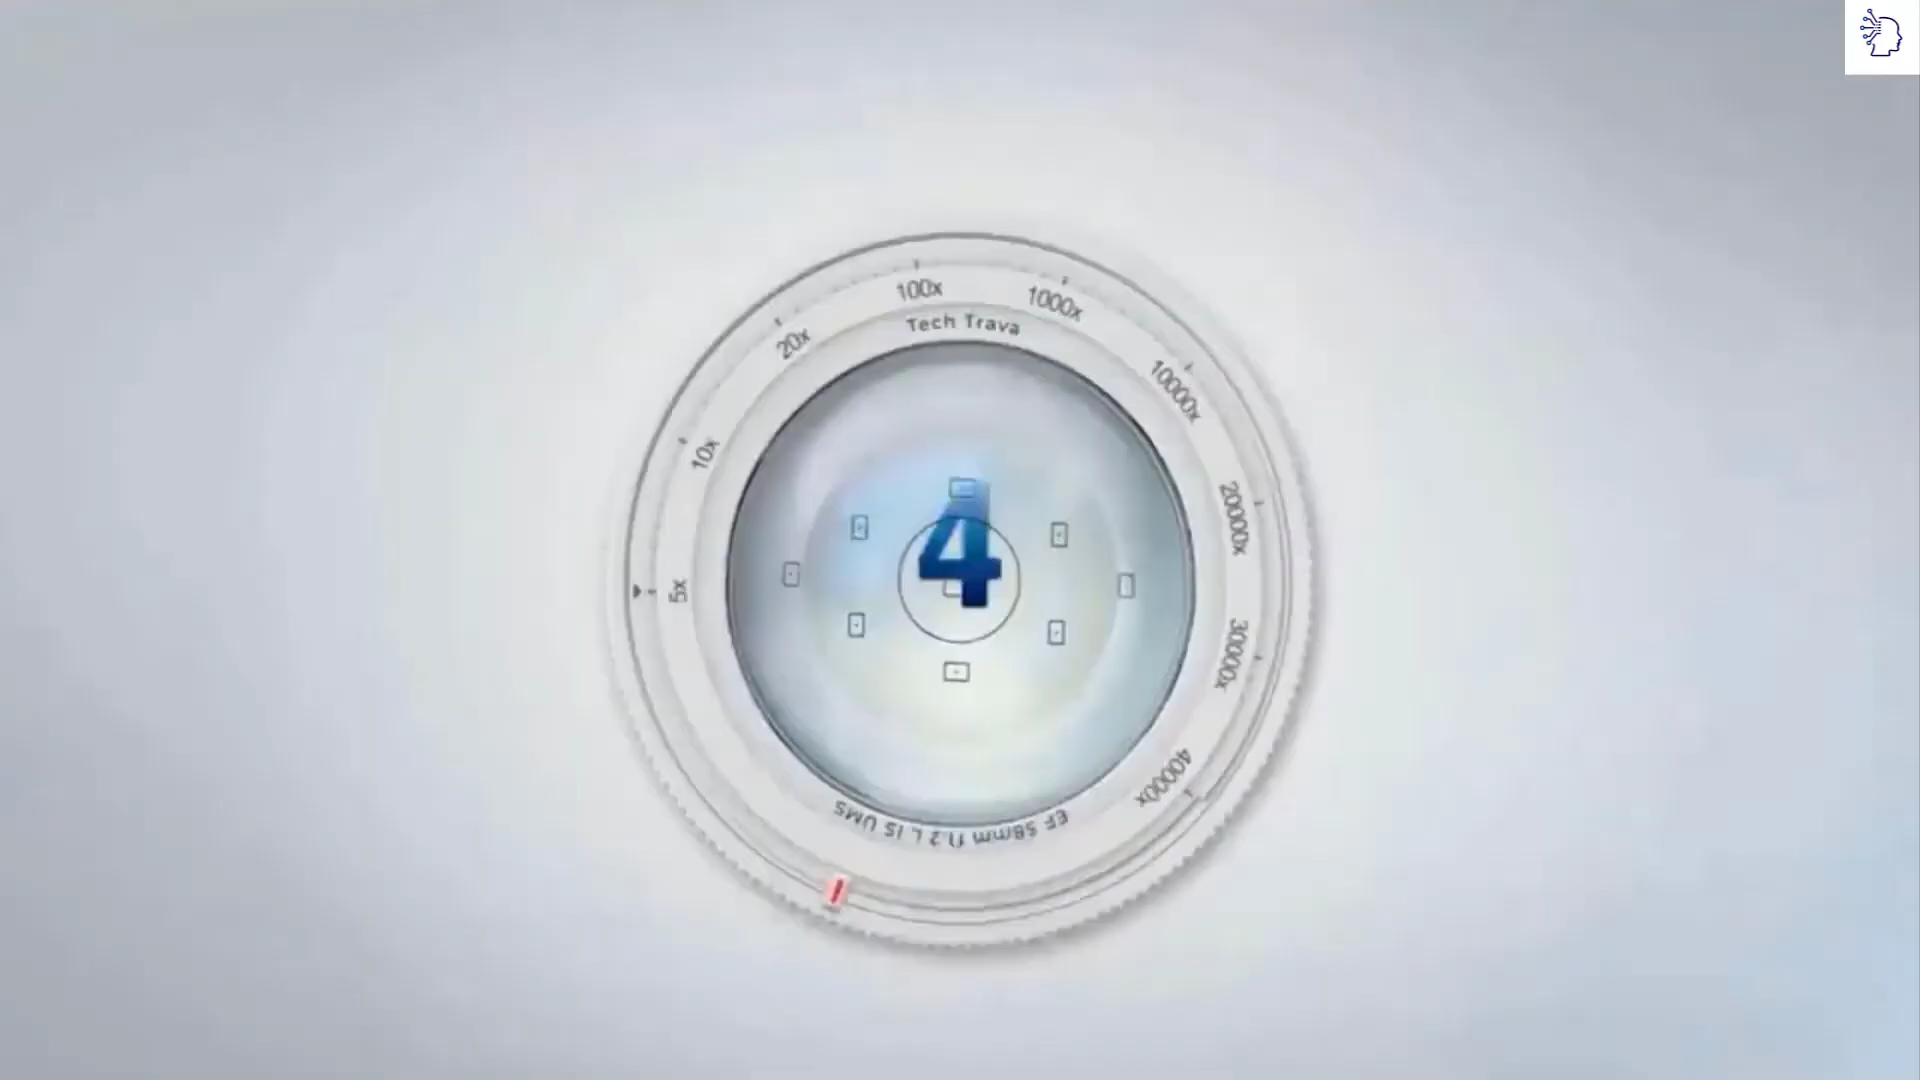 100x
1000x
Tech Trava
20x
10000x
10x
4
20000x
5x
30000x
40000x
EF 58mm f1.2 L IS UMS